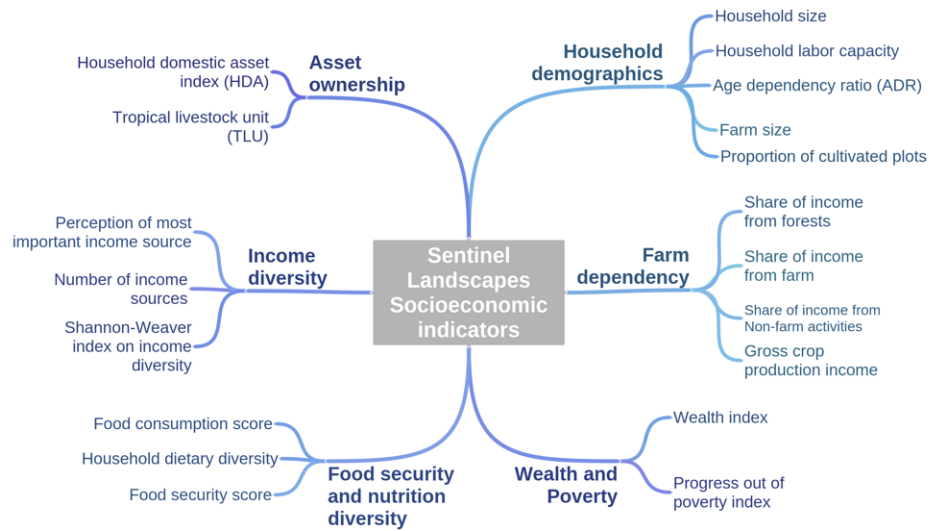 Household size
Household labor capacity
Age dependency ratio (ADR)
Farm size
Proportion of cultivated plots
Household
demographics
Asset
ownership
Household domestic asset
index (HDA)
Tropical livestock unit
(TLU)
Perception of most
important income source
Number of income
sources
Shannon-Weaver
index on income
diversity
Income
diversity
Sentinel
Landscapes
Socioeconomic
indicators
Farm
dependency
Share of income
from forests
Share of income
from farm
Share of income from
Non-farm activities
Gross crop
production income
Food consumption score
Household dietary diversity
Food security score
Food security
and nutrition
diversity
Wealth and
Poverty
Wealth index
Progress out of
poverty index